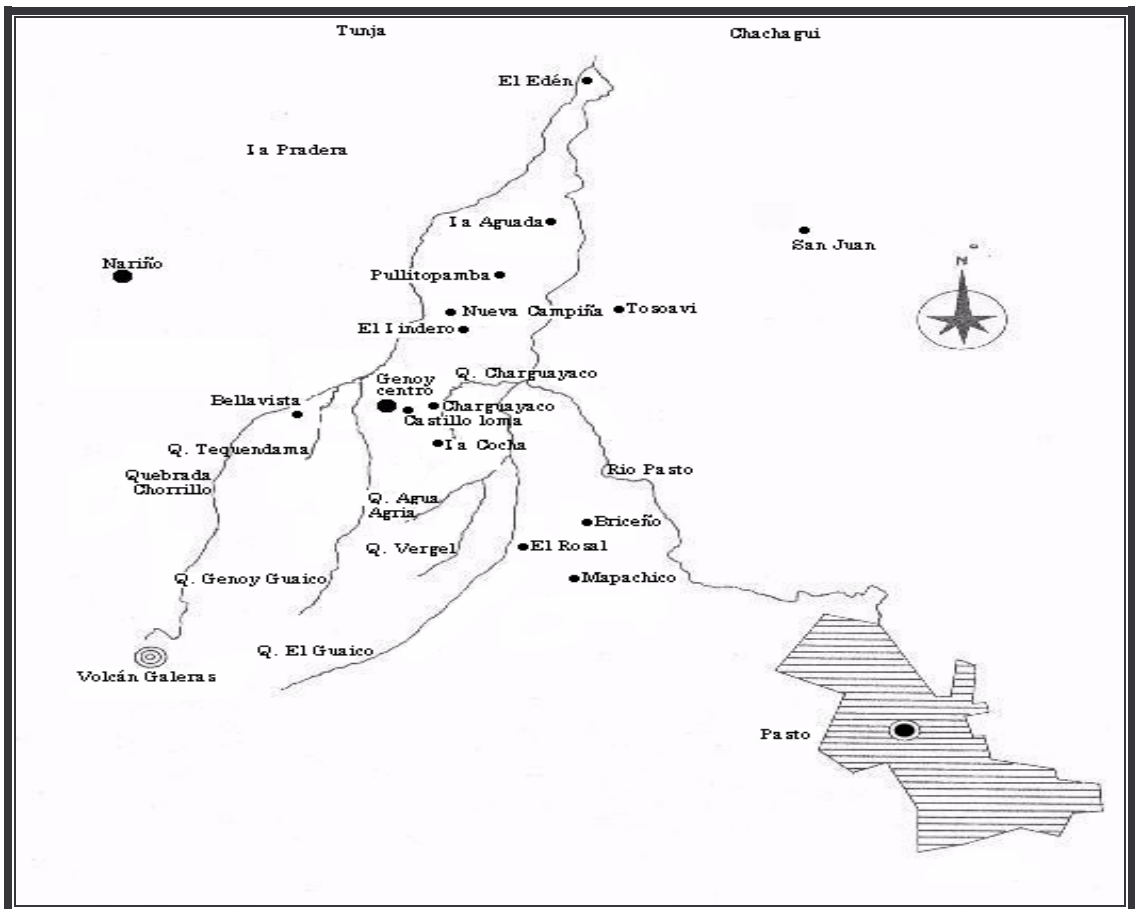 Tunja
Chachagui
El Edén
La Pradera
La Aguada
San Juan
Nariño
N
Pullitopamba
Nueva Campiña
Tosoavi
El Lindero
Q. Charguayaco
Genoy
centro
Bellavista
Charguayaco
Castillo loma
La Cocha
Q. Tequendama
Quebrada
Chorrillo
Rio Pasto
Q. Agua
Agria
Briceño
Q. Vergel
El Rosal
Q. Genoy Guaico
Mapachico
Q. El Guaico
Volcán Galeras
Pasto